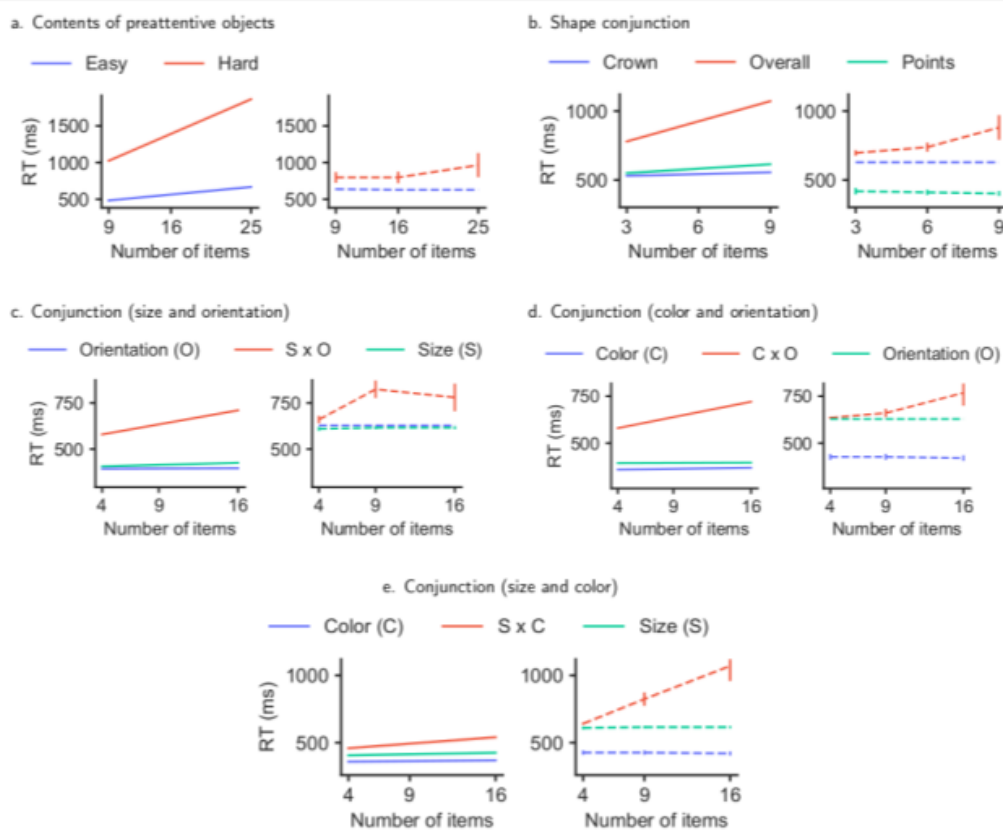 a. Contents of preattentive objects
Easy Hard
RT (ms)
1500
1000
500
9 16 25
Number of items
1500
1000
500
9 16 25
Number of items
b. Shape conjunction
Crown Overall Points
RT (ms)
1000
500
3 6 9
Number of items
1000
500
3 6 9
Number of items
c. Conjunction (size and orientation)
Orientation (O) S x O Size (S)
RT (ms)
750
500
4 9 16
Number of items
750
500
4 9 16
Number of items
d. Conjunction (color and orientation)
Color (C) C x O Orientation (O)
RT (ms)
750
500
4 9 16
Number of items
750
500
4 9 16
Number of items
e. Conjunction (size and color)
Color (C) S x C Size (S)
RT (ms)
1000
500
4 9 16
Number of items
1000
500
4 9 16
Number of items